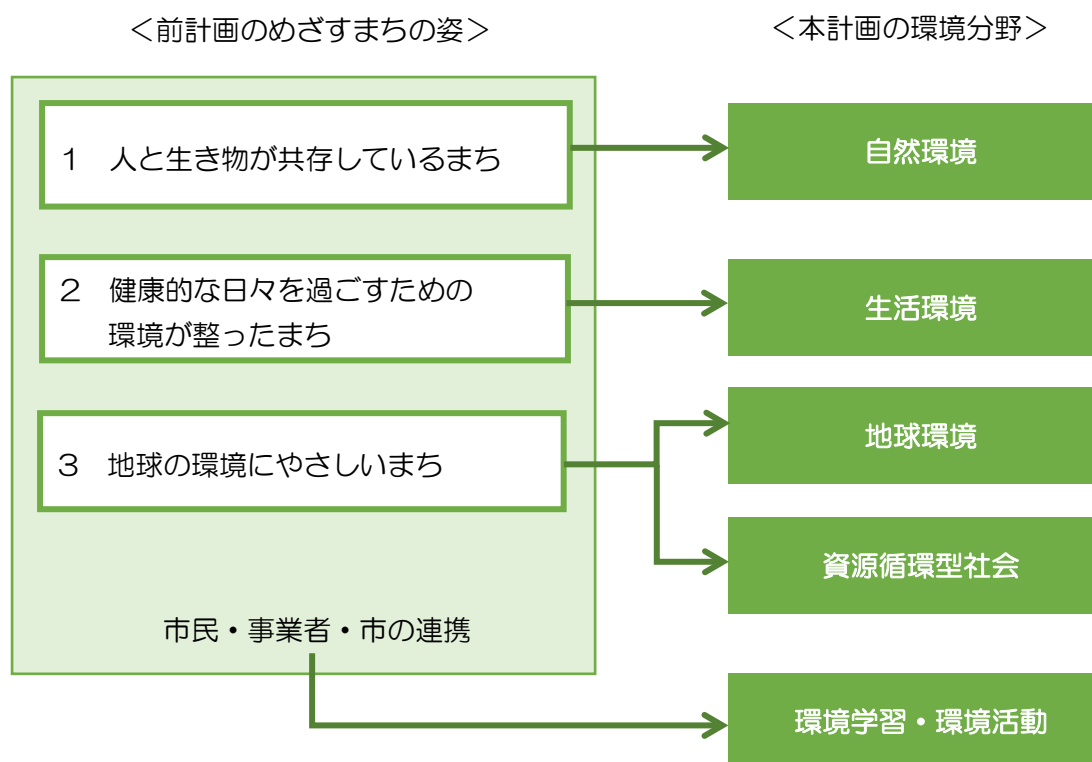 ＜前計画のめざすまちの姿＞
＜本計画の環境分野＞
１　人と生き物が共存しているまち
自然環境
２　健康的な日々を過ごすための
環境が整ったまち
生活環境
３　地球の環境にやさしいまち
地球環境
資源循環型社会
市民・事業者・市の連携
環境学習・環境活動